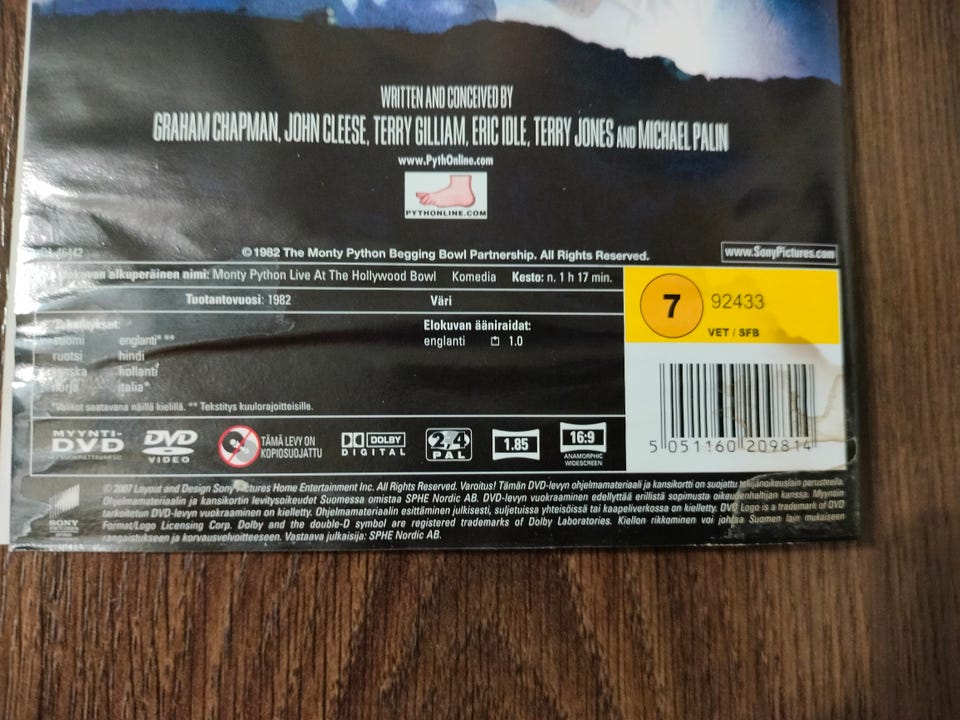 WRITTEN AND CONCEIVED BY
GRAHAM CHAPMAN, JOHN CLEESE, TERRY GILLIAM, ERIC IDLE, TERRY JONES AND MICHAEL PALIN
www.PythOnline.com
PYTHONLINE.COM
©1982 The Monty Python Begging Bowl Partnership. All Rights Reserved.
www.SonyPictures.com
alkuperäinen nimi: Monty Python Live At The Hollywood Bowl Komedia Kesto: n. 1 h 17 min.
Tuotantovuosi: 1982 Väri
7 92433
VET / SFB
Tekstitykset: Elokuvan ääniraidat:
suomi englanti* ** englanti 1.0
ruotsi hindi
tanska hollanti
norja italia*
*Valikot saatavana näillä kielillä. ** Tekstitys kuulorajoitteisille.
5 051160 209814
MYYNTI-
DVD
DVD
VIDEO
TÄMÄ LEVY ON
KOPIOSUOJATTU
DOLBY
DIGITAL
2,4
PAL
1.85
16:9
ANAMORPHIC
WIDESCREEN
© 2007 Layout and Design Sony Pictures Home Entertainment Inc. All Rights Reserved. Varoitus! Tämän DVD-levyn ohjelmamateriaali ja kansikortti on suojattu tekijänoikeuslain perusteella.
Ohjelmamateriaalin ja kansikortin levitysoikeudet Suomessa omistaa SPHE Nordic AB. DVD-levyn vuokraaminen edellyttää erillistä sopimusta oikeudenhaltijan kanssa. Myyntiin
tarkoitetun DVD-levyn vuokraaminen on kielletty. Ohjelmamateriaalin esittäminen julkisesti, suljetuissa yhteisöissä tai kaapeliverkossa on kielletty. DVD Logo is a trademark of DVD
Format/Logo Licensing Corp. Dolby and the double-D symbol are registered trademarks of Dolby Laboratories. Kiellon rikkominen voi johtaa Suomen lain mukaiseen
rangaistukseen ja korvausvelvoitteeseen. Vastaava julkaisija: SPHE Nordic AB.
SONY